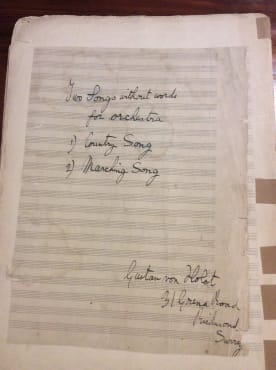 Two Songs without words
for orchestra
1) Country Song
2) Marching Song
Gustav von Holst
31 Grena Road
Richmond
Surrey